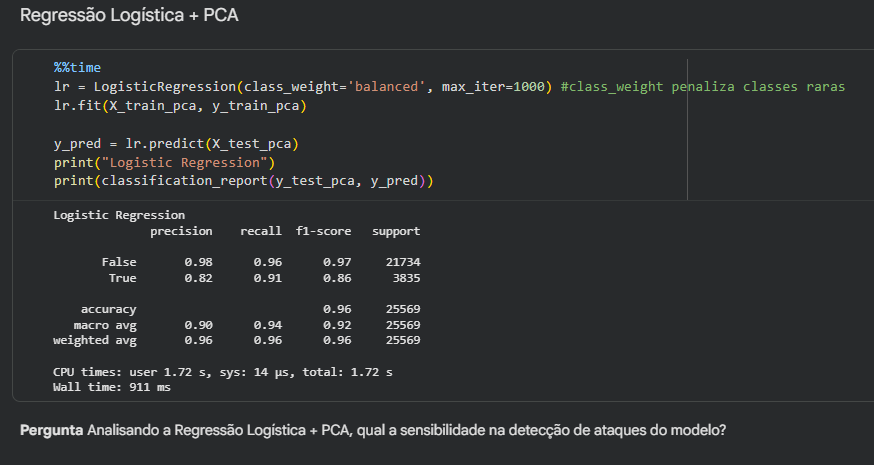 Regressão Logística + PCA
%%time
lr = LogisticRegression(class_weight='balanced', max_iter=1000) #class_weight penaliza classes raras
lr.fit(X_train_pca, y_train_pca)
y_pred = lr.predict(X_test_pca)
print("Logistic Regression")
print(classification_report(y_test_pca, y_pred))
Logistic Regression
precision recall f1-score support
False 0.98 0.96 0.97 21734
True 0.82 0.91 0.86 3835
accuracy 0.96 25569
macro avg 0.90 0.94 0.92 25569
weighted avg 0.96 0.96 0.96 25569
CPU times: user 1.72 s, sys: 14 µs, total: 1.72 s
Wall time: 911 ms
Pergunta Analisando a Regressão Logística + PCA, qual a sensibilidade na detecção de ataques do modelo?